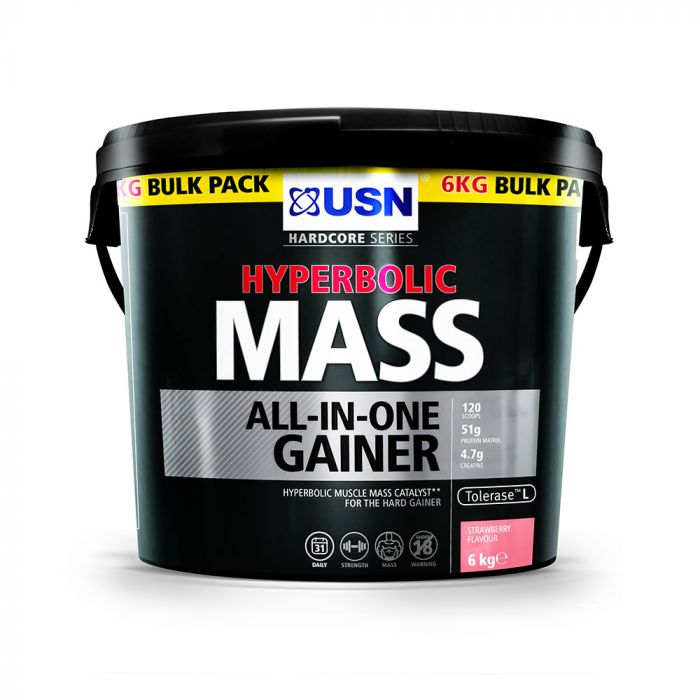 KG BULK PACK
6KG BULK PA
USN®
HARDCORE SERIES
HYPERBOLIC
MASS
ALL-IN-ONE
GAINER
120
SCOOPS
51g
PROTEIN MATRIX
4.7g
CREATINE
HYPERBOLIC MUSCLE MASS CATALYST**
FOR THE HARD GAINER
Tolerase™ L
31
DAILY
STRENGTH
MASS
UNDER
18
WARNING
STRAWBERRY
FLAVOUR
6 kg℮